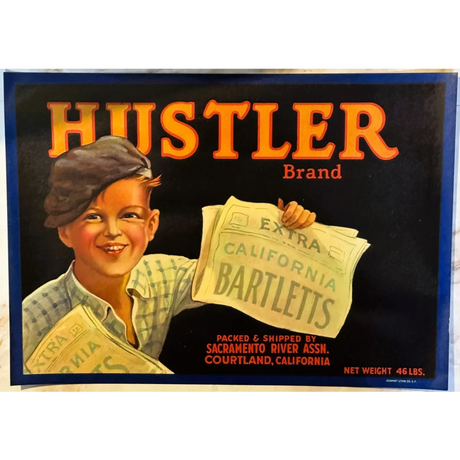 HUSTLER
Brand
EXTRA
CALIFORNIA
BARTLETTS
PACKED & SHIPPED BY
SACRAMENTO RIVER ASSN.
COURTLAND, CALIFORNIA
NET WEIGHT 46 LBS.